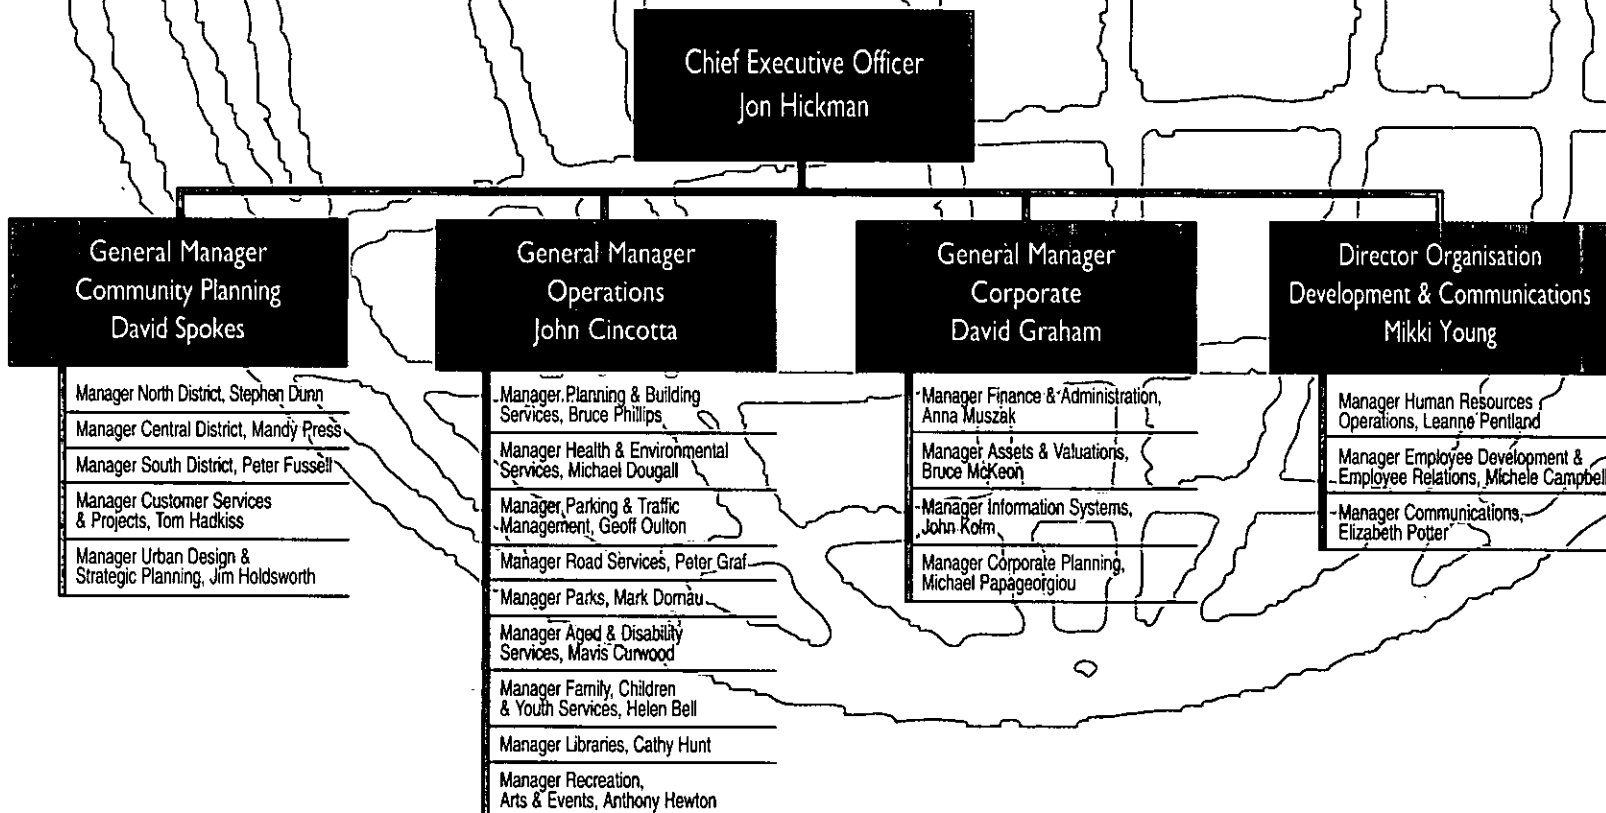 Chief Executive Officer
Jon Hickman
General Manager
Community Planning
David Spokes
Manager North District, Stephen Dunn
Manager Central District, Mandy Press
Manager South District, Peter Fussell
Manager Customer Services
& Projects, Tom Hadkiss
Manager Urban Design &
Strategic Planning, Jim Holdsworth
General Manager
Operations
John Cincotta
Manager Planning & Building
Services, Bruce Phillips
Manager Health & Environmental
Services, Michael Dougall
Manager Parking & Traffic
Management, Geoff Oulton
Manager Road Services, Peter Graf
Manager Parks, Mark Dornau
Manager Aged & Disability
Services, Mavis Curwood
Manager Family, Children
& Youth Services, Helen Bell
Manager Libraries, Cathy Hunt
Manager Recreation,
Arts & Events, Anthony Hewton
General Manager
Corporate
David Graham
Manager Finance & Administration,
Anna Muszak
Manager Assets & Valuations,
Bruce McKeon
Manager Information Systems,
John Kolm
Manager Corporate Planning,
Michael Papageorgiou
Director Organisation
Development & Communications
Mikki Young
Manager Human Resources
Operations, Leanne Pentland
Manager Employee Development &
Employee Relations, Michele Campbell
Manager Communications,
Elizabeth Potter